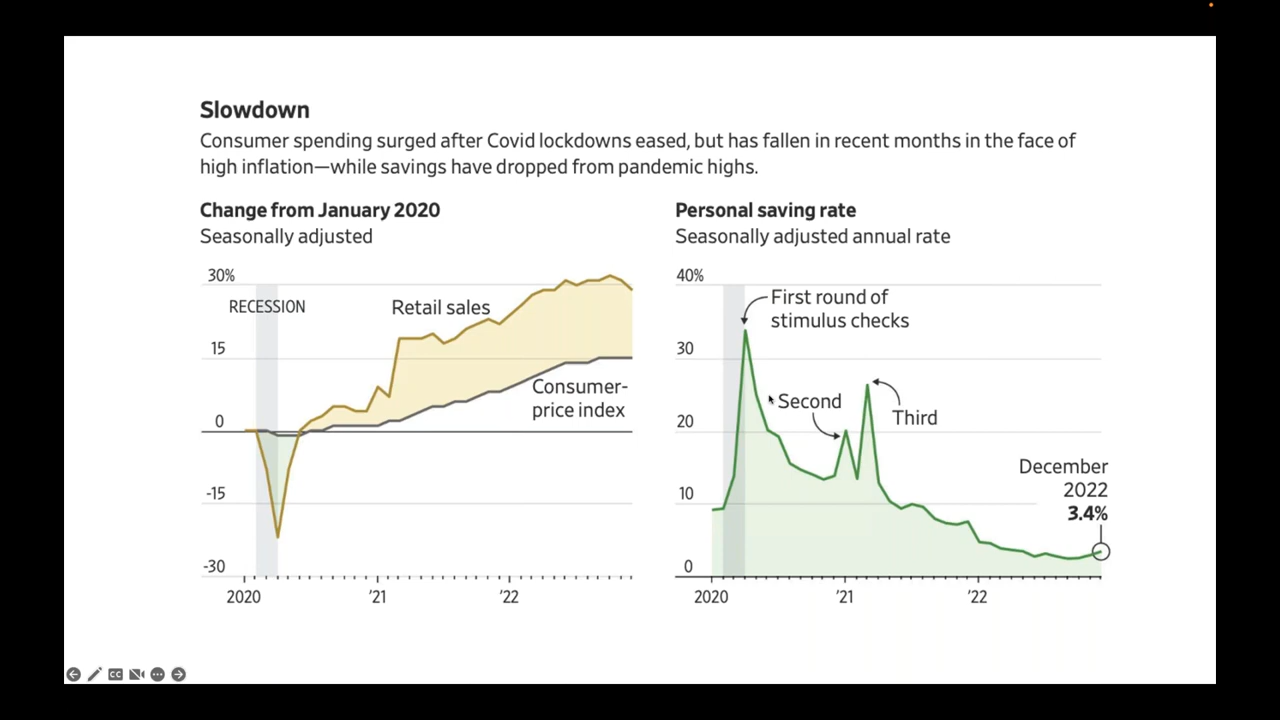 Slowdown
Consumer spending surged after Covid lockdowns eased, but has fallen in recent months in the face of
high inflation—while savings have dropped from pandemic highs.
Change from January 2020
Seasonally adjusted
30%
RECESSION
Retail sales
15
Consumer-
price index
0
-15
-30
2020
'21
'22
Personal saving rate
Seasonally adjusted annual rate
40%
First round of
stimulus checks
30
Second
Third
20
December
2022
3.4%
10
0
2020
'21
'22
CC